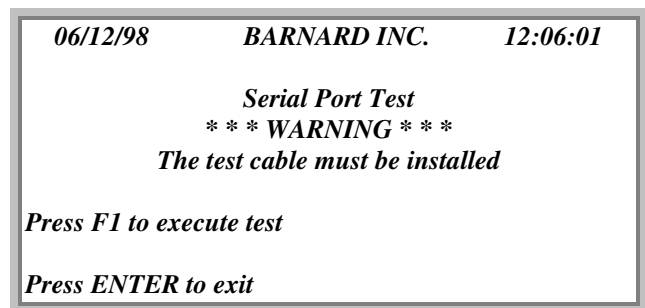 06/12/98 BARNARD INC. 12:06:01
Serial Port Test
* * * WARNING * * *
The test cable must be installed
Press F1 to execute test
Press ENTER to exit